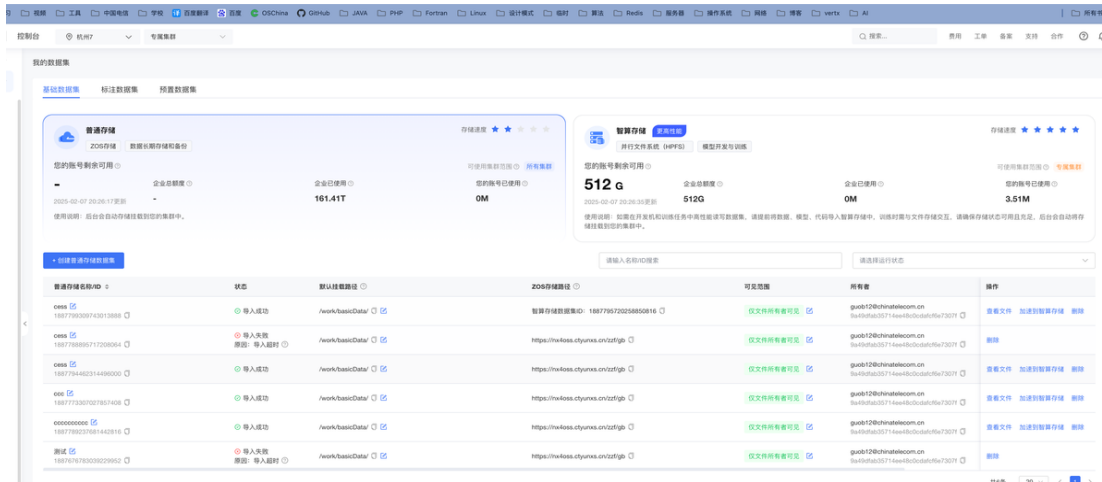 视频 工具 中国电信 学校 百度翻译 百度 OSChina GitHub JAVA PHP Fortran Linux 设计模式 临时 算法 Redis 服务器 操作系统 网络 博客 vertx AI 所有书
控制台 杭州7 专属集群 搜索... 费用 工单 备案 支持 合作
我的数据集
基础数据集 标注数据集 预置数据集
普通存储 存储速度
ZOS存储 数据长期存储和备份
您的账号剩余可用 可使用集群范围 所有集群
- 企业总额度 企业已使用 您的账号已使用
2025-02-07 20:26:17更新 - 161.41T 0M
使用说明：后台会自动存储挂载到您的集群中。
智算存储 更高性能 存储速度
并行文件系统（HPFS） 模型开发与训练
您的账号剩余可用 可使用集群范围 专属集群
512 G 企业总额度 企业已使用 您的账号已使用
2025-02-07 20:26:35更新 512G 0M 3.51M
使用说明：如需在开发机和训练任务中高性能读写数据集，请提前将数据、模型、代码导入智算存储中，训练时需与文件存储交互，请确保存储状态可用且充足，后台会自动将存
储挂载到您的集群中。
+ 创建普通存储数据集 请输入名称/ID搜索 请选择运行状态
普通存储名称/ID 状态 默认挂载路径 ZOS存储路径 可见范围 所有者 操作
cess 导入成功 /work/basicData/ 智算存储数据集ID：1887795720258850816 仅文件所有者可见 guob12@chinatelecom.cn 查看文件 加速到智算存储 删除
1887799309743013888
cess 导入失败 /work/basicData/ https://nx4oss.ctyunxs.cn/zzf/gb 仅文件所有者可见 guob12@chinatelecom.cn 删除
1887798895717208064 原因：导入超时
cess 导入成功 /work/basicData/ https://nx4oss.ctyunxs.cn/zzf/gb 仅文件所有者可见 guob12@chinatelecom.cn 查看文件 加速到智算存储 删除
1887794462314496000
ccc 导入成功 /work/basicData/ https://nx4oss.ctyunxs.cn/zzf/gb 仅文件所有者可见 guob12@chinatelecom.cn 查看文件 加速到智算存储 删除
1887773307027857408
cccccccccc 导入成功 /work/basicData/ https://nx4oss.ctyunxs.cn/zzf/gb 仅文件所有者可见 guob12@chinatelecom.cn 查看文件 加速到智算存储 删除
1887789237681442816
测试 导入失败 /work/basicData/ https://nx4oss.ctyunxs.cn/zzf/gb 仅文件所有者可见 guob12@chinatelecom.cn 删除
1887676783039229952 原因：导入超时